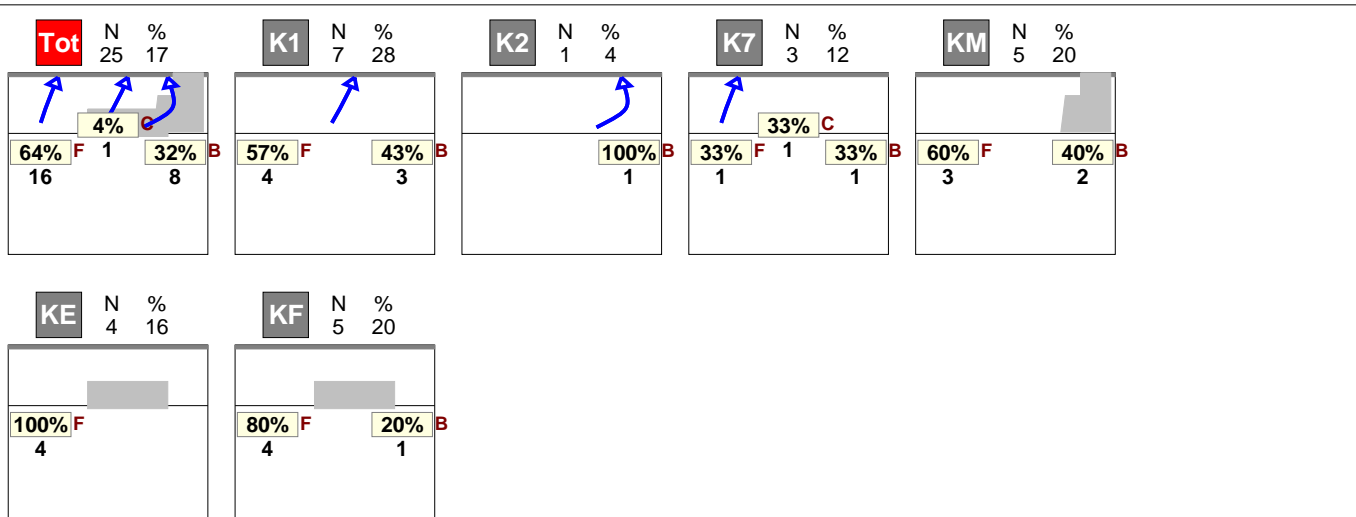 Tot N % 25 17
4% C
64% F 1 32% B
16 8
K1 N % 7 28
57% F 43% B
4 3
K2 N % 1 4
100% B
1
K7 N % 3 12
33% C
33% F 1 33% B
1 1
KM N % 5 20
60% F 40% B
3 2
KE N % 4 16
100% F
4
KF N % 5 20
80% F 20% B
4 1